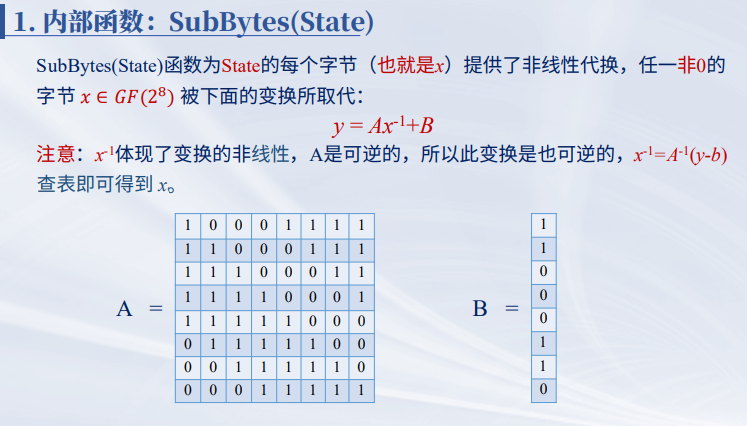 1. 内部函数：SubBytes(State)
SubBytes(State)函数为State的每个字节（也就是x）提供了非线性代换，任一非0的
字节 x ∈ GF(2⁸) 被下面的变换所取代：
y = Ax⁻¹+B
注意：x⁻¹体现了变换的非线性，A是可逆的，所以此变换是也可逆的，x⁻¹=A⁻¹(y-b)
查表即可得到 x。
A =
1 0 0 0 1 1 1 1
1 1 0 0 0 1 1 1
1 1 1 0 0 0 1 1
1 1 1 1 0 0 0 1
1 1 1 1 1 0 0 0
0 1 1 1 1 1 0 0
0 0 1 1 1 1 1 0
0 0 0 1 1 1 1 1
B =
1
1
0
0
0
1
1
0